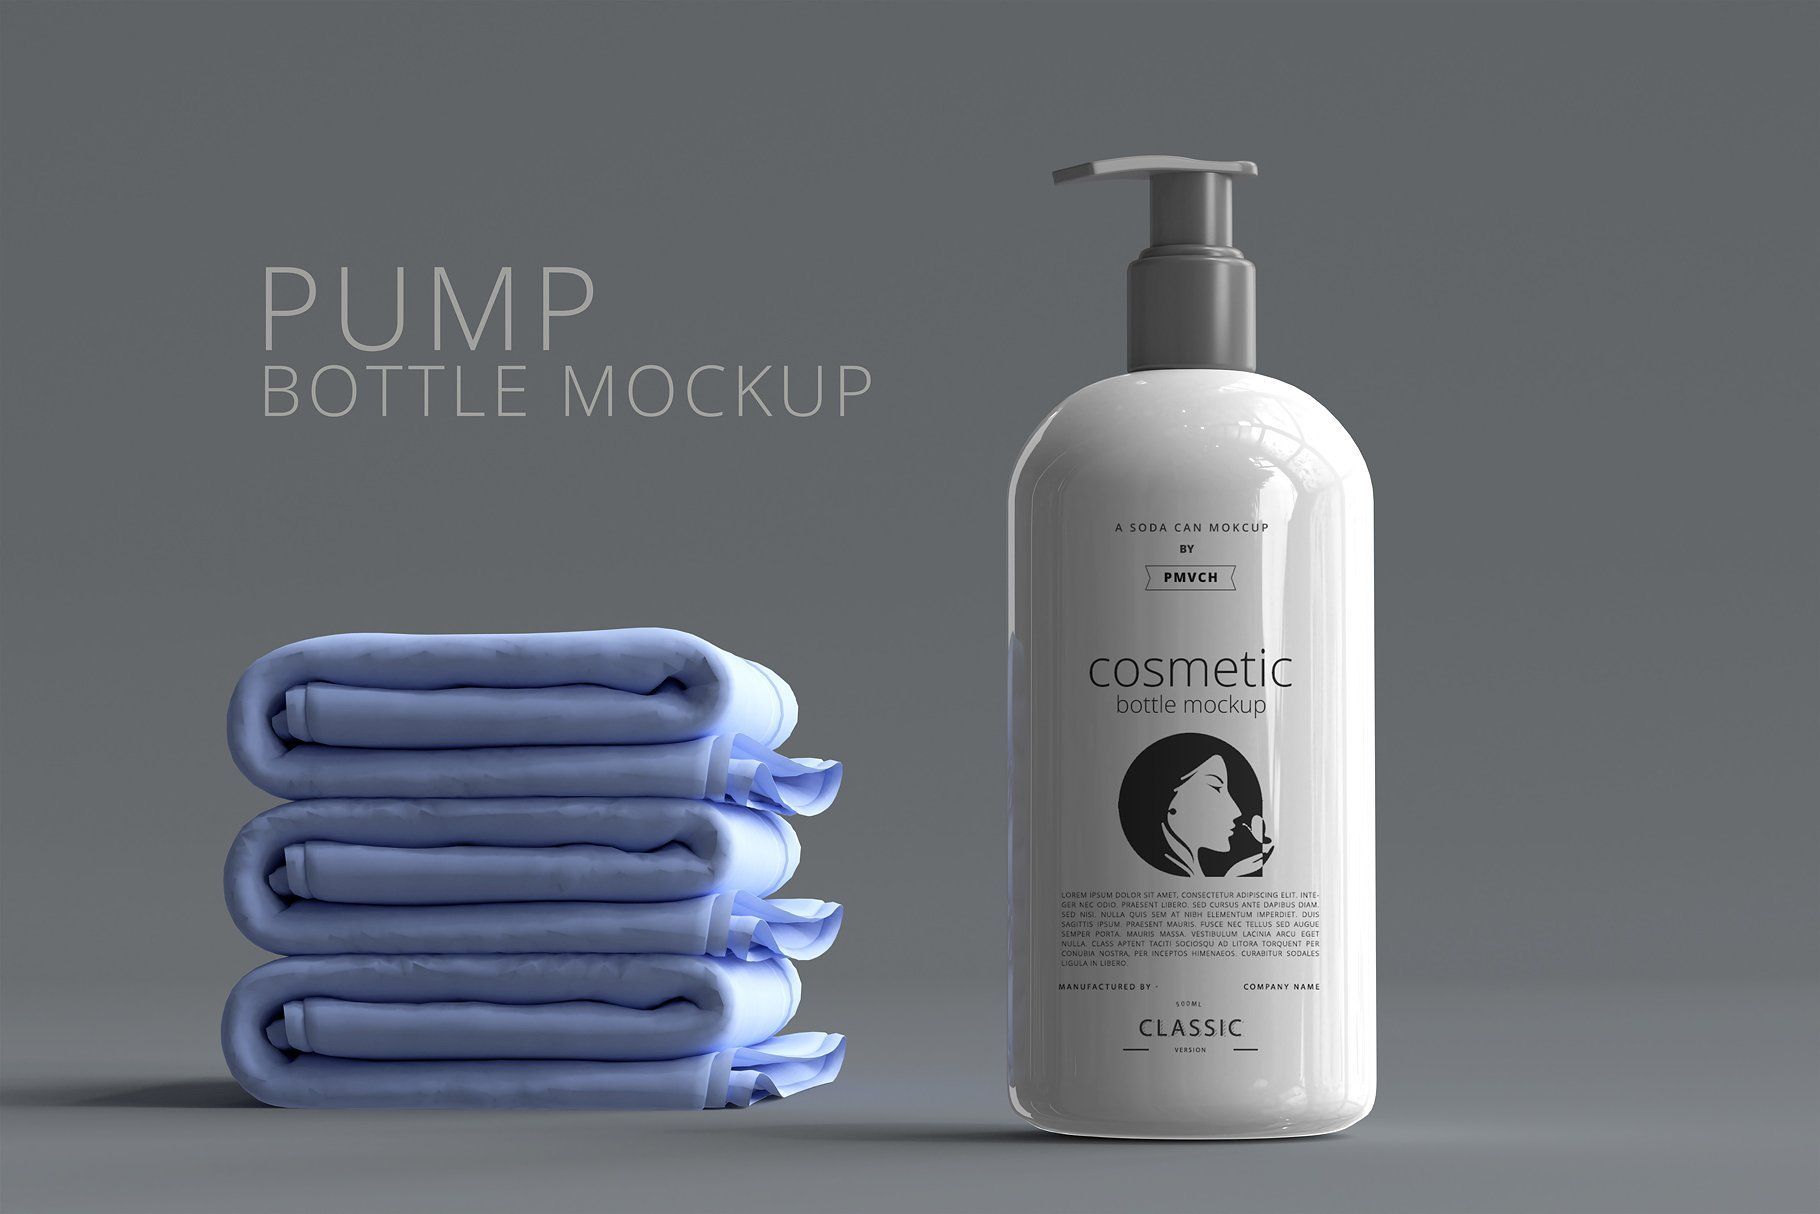 PUMP
BOTTLE MOCKUP
A SODA CAN MOKCUP
BY
PMVCH
cosmetic
bottle mockup
LOREM IPSUM DOLOR SIT AMET, CONSECTETUR ADIPISCING ELIT. INTE-
GER NEC ODIO. PRAESENT LIBERO. SED CURSUS ANTE DAPIBUS DIAM.
SED NISI. NULLA QUIS SEM AT NIBH ELEMENTUM IMPERDIET. DUIS
SAGITTIS IPSUM. PRAESENT MAURIS. FUSCE NEC TELLUS SED AUGUE
SEMPER PORTA. MAURIS MASSA. VESTIBULUM LACINIA ARCU EGET
NULLA. CLASS APTENT TACITI SOCIOSQU AD LITORA TORQUENT PER
CONUBIA NOSTRA, PER INCEPTOS HIMENAEOS. CURABITUR SODALES
LIGULA IN LIBERO.
MANUFACTURED BY - COMPANY NAME
500ML
CLASSIC
VERSION